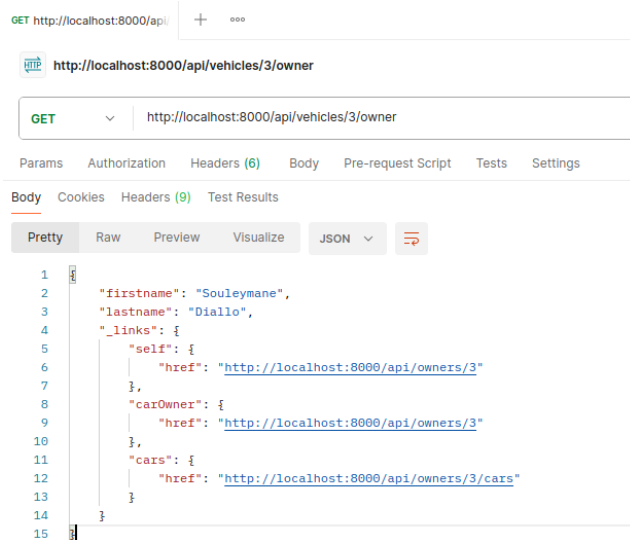 GET http://localhost:8000/api/
HTTP http://localhost:8000/api/vehicles/3/owner
GET http://localhost:8000/api/vehicles/3/owner
Params Authorization Headers (6) Body Pre-request Script Tests Settings
Body Cookies Headers (9) Test Results
Pretty Raw Preview Visualize JSON
1 {
2 "firstname": "Souleymane",
3 "lastname": "Diallo",
4 "_links": {
5 "self": {
6 "href": "http://localhost:8000/api/owners/3"
7 },
8 "carOwner": {
9 "href": "http://localhost:8000/api/owners/3"
10 },
11 "cars": {
12 "href": "http://localhost:8000/api/owners/3/cars"
13 }
14 }
15 }